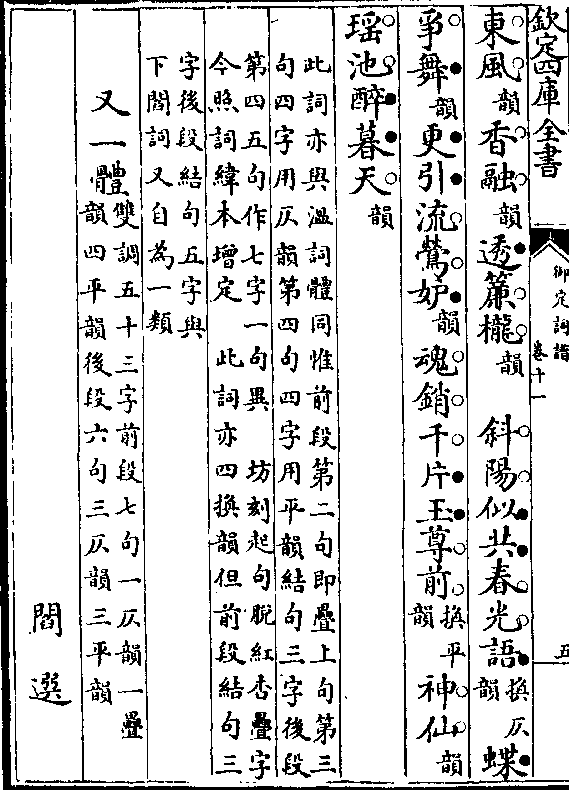 欽定四庫全書
御定詞譜
卷十一
五
東風韻香融韻透簾櫳韻 斜陽似共春光語換仄韻蝶
爭舞韻更引流鶯妒韻魂銷千片玉尊前換平韻神仙韻
瑶池醉暮天韻
此詞亦與溫詞體同惟前段第二句即疊上句第三
句四字用仄韻第四句四字用平韻結句三字後段
第四五句作七字一句異 坊刻起句脫紅杏疊字
今照詞緯本增定 此詞亦四換韻但前段結句三
字後段結句五字與
下閻詞又自為一類
又一體雙調五十三字前段七句一仄韻一疊
韻四平韻後段六句三仄韻三平韻
閻選